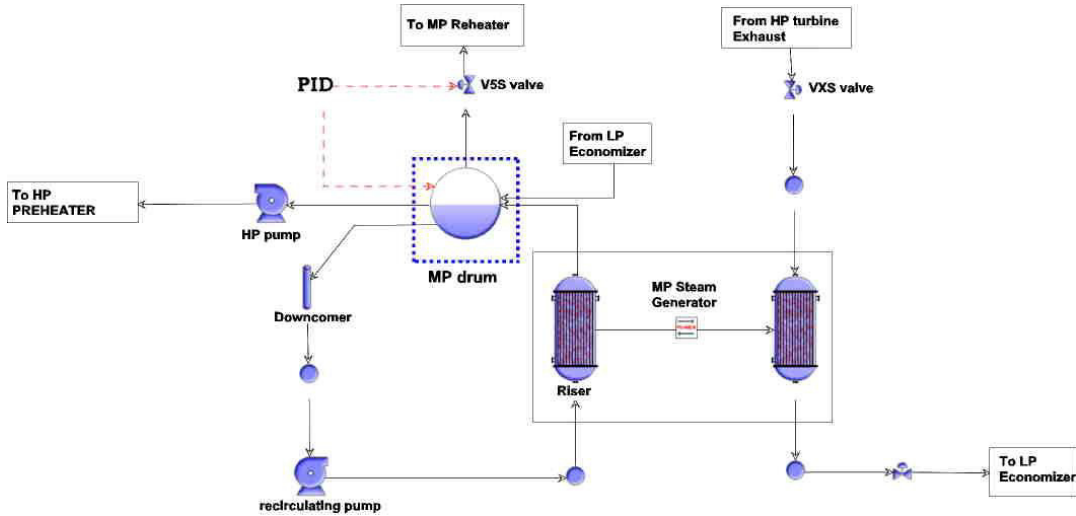 To MP Reheater
From HP turbine
Exhaust
PID
V5S valve
VXS valve
From LP
Economizer
To HP
PREHEATER
HP pump
MP drum
MP Steam
Generator
Downcomer
Riser
To LP
Economizer
recirculating pump